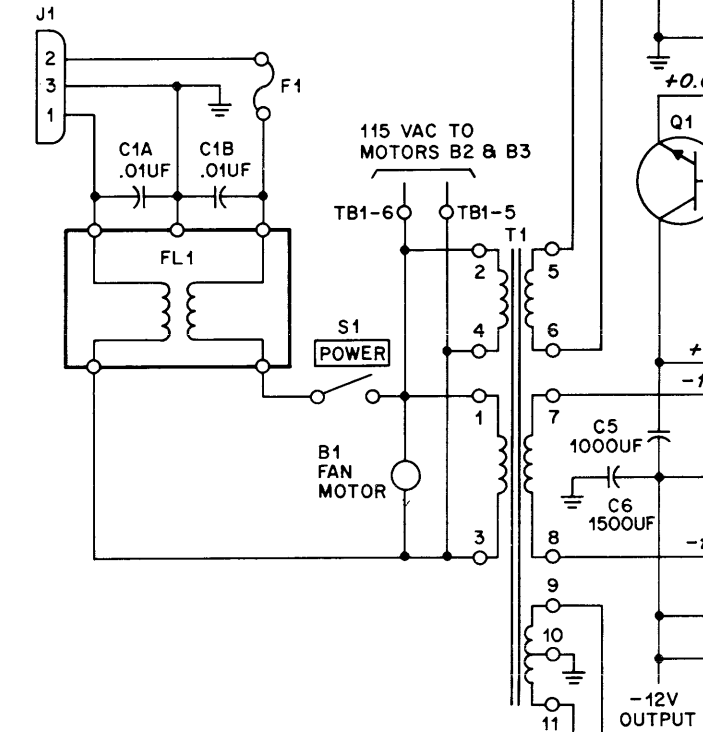 J1
2
3
1
F1
C1A
.01UF
C1B
.01UF
FL1
115 VAC TO
MOTORS B2 & B3
TB1-6
TB1-5
T1
2
4
1
3
5
6
7
8
9
10
11
S1
POWER
B1
FAN
MOTOR
Q1
C5
1000UF
C6
1500UF
-12V
OUTPUT